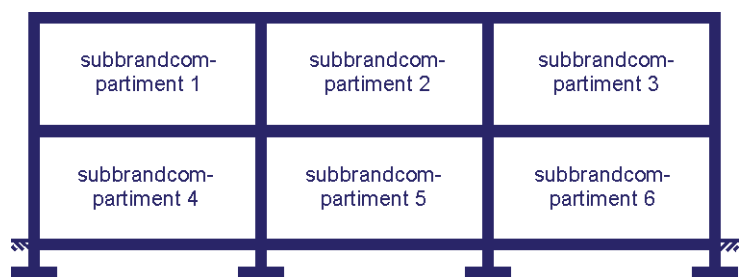 subbrandcom-
partiment 1
subbrandcom-
partiment 2
subbrandcom-
partiment 3
subbrandcom-
partiment 4
subbrandcom-
partiment 5
subbrandcom-
partiment 6